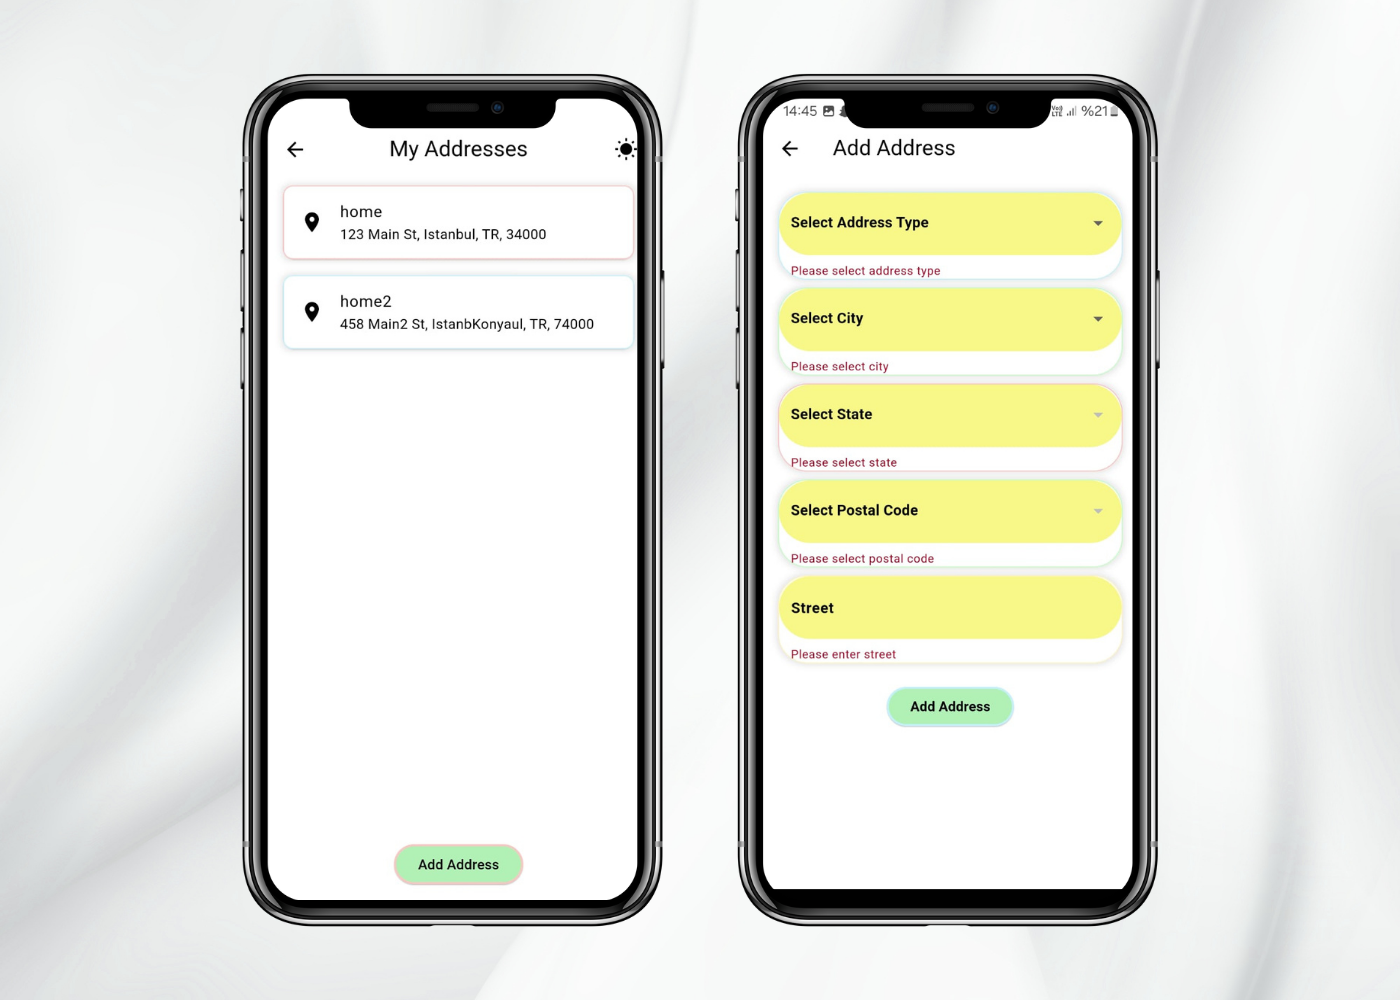 My Addresses
home
123 Main St, Istanbul, TR, 34000
home2
458 Main2 St, IstanbKonyaul, TR, 74000
Add Address
14:45 VoLTE %21
Add Address
Select Address Type
Please select address type
Select City
Please select city
Select State
Please select state
Select Postal Code
Please select postal code
Street
Please enter street
Add Address